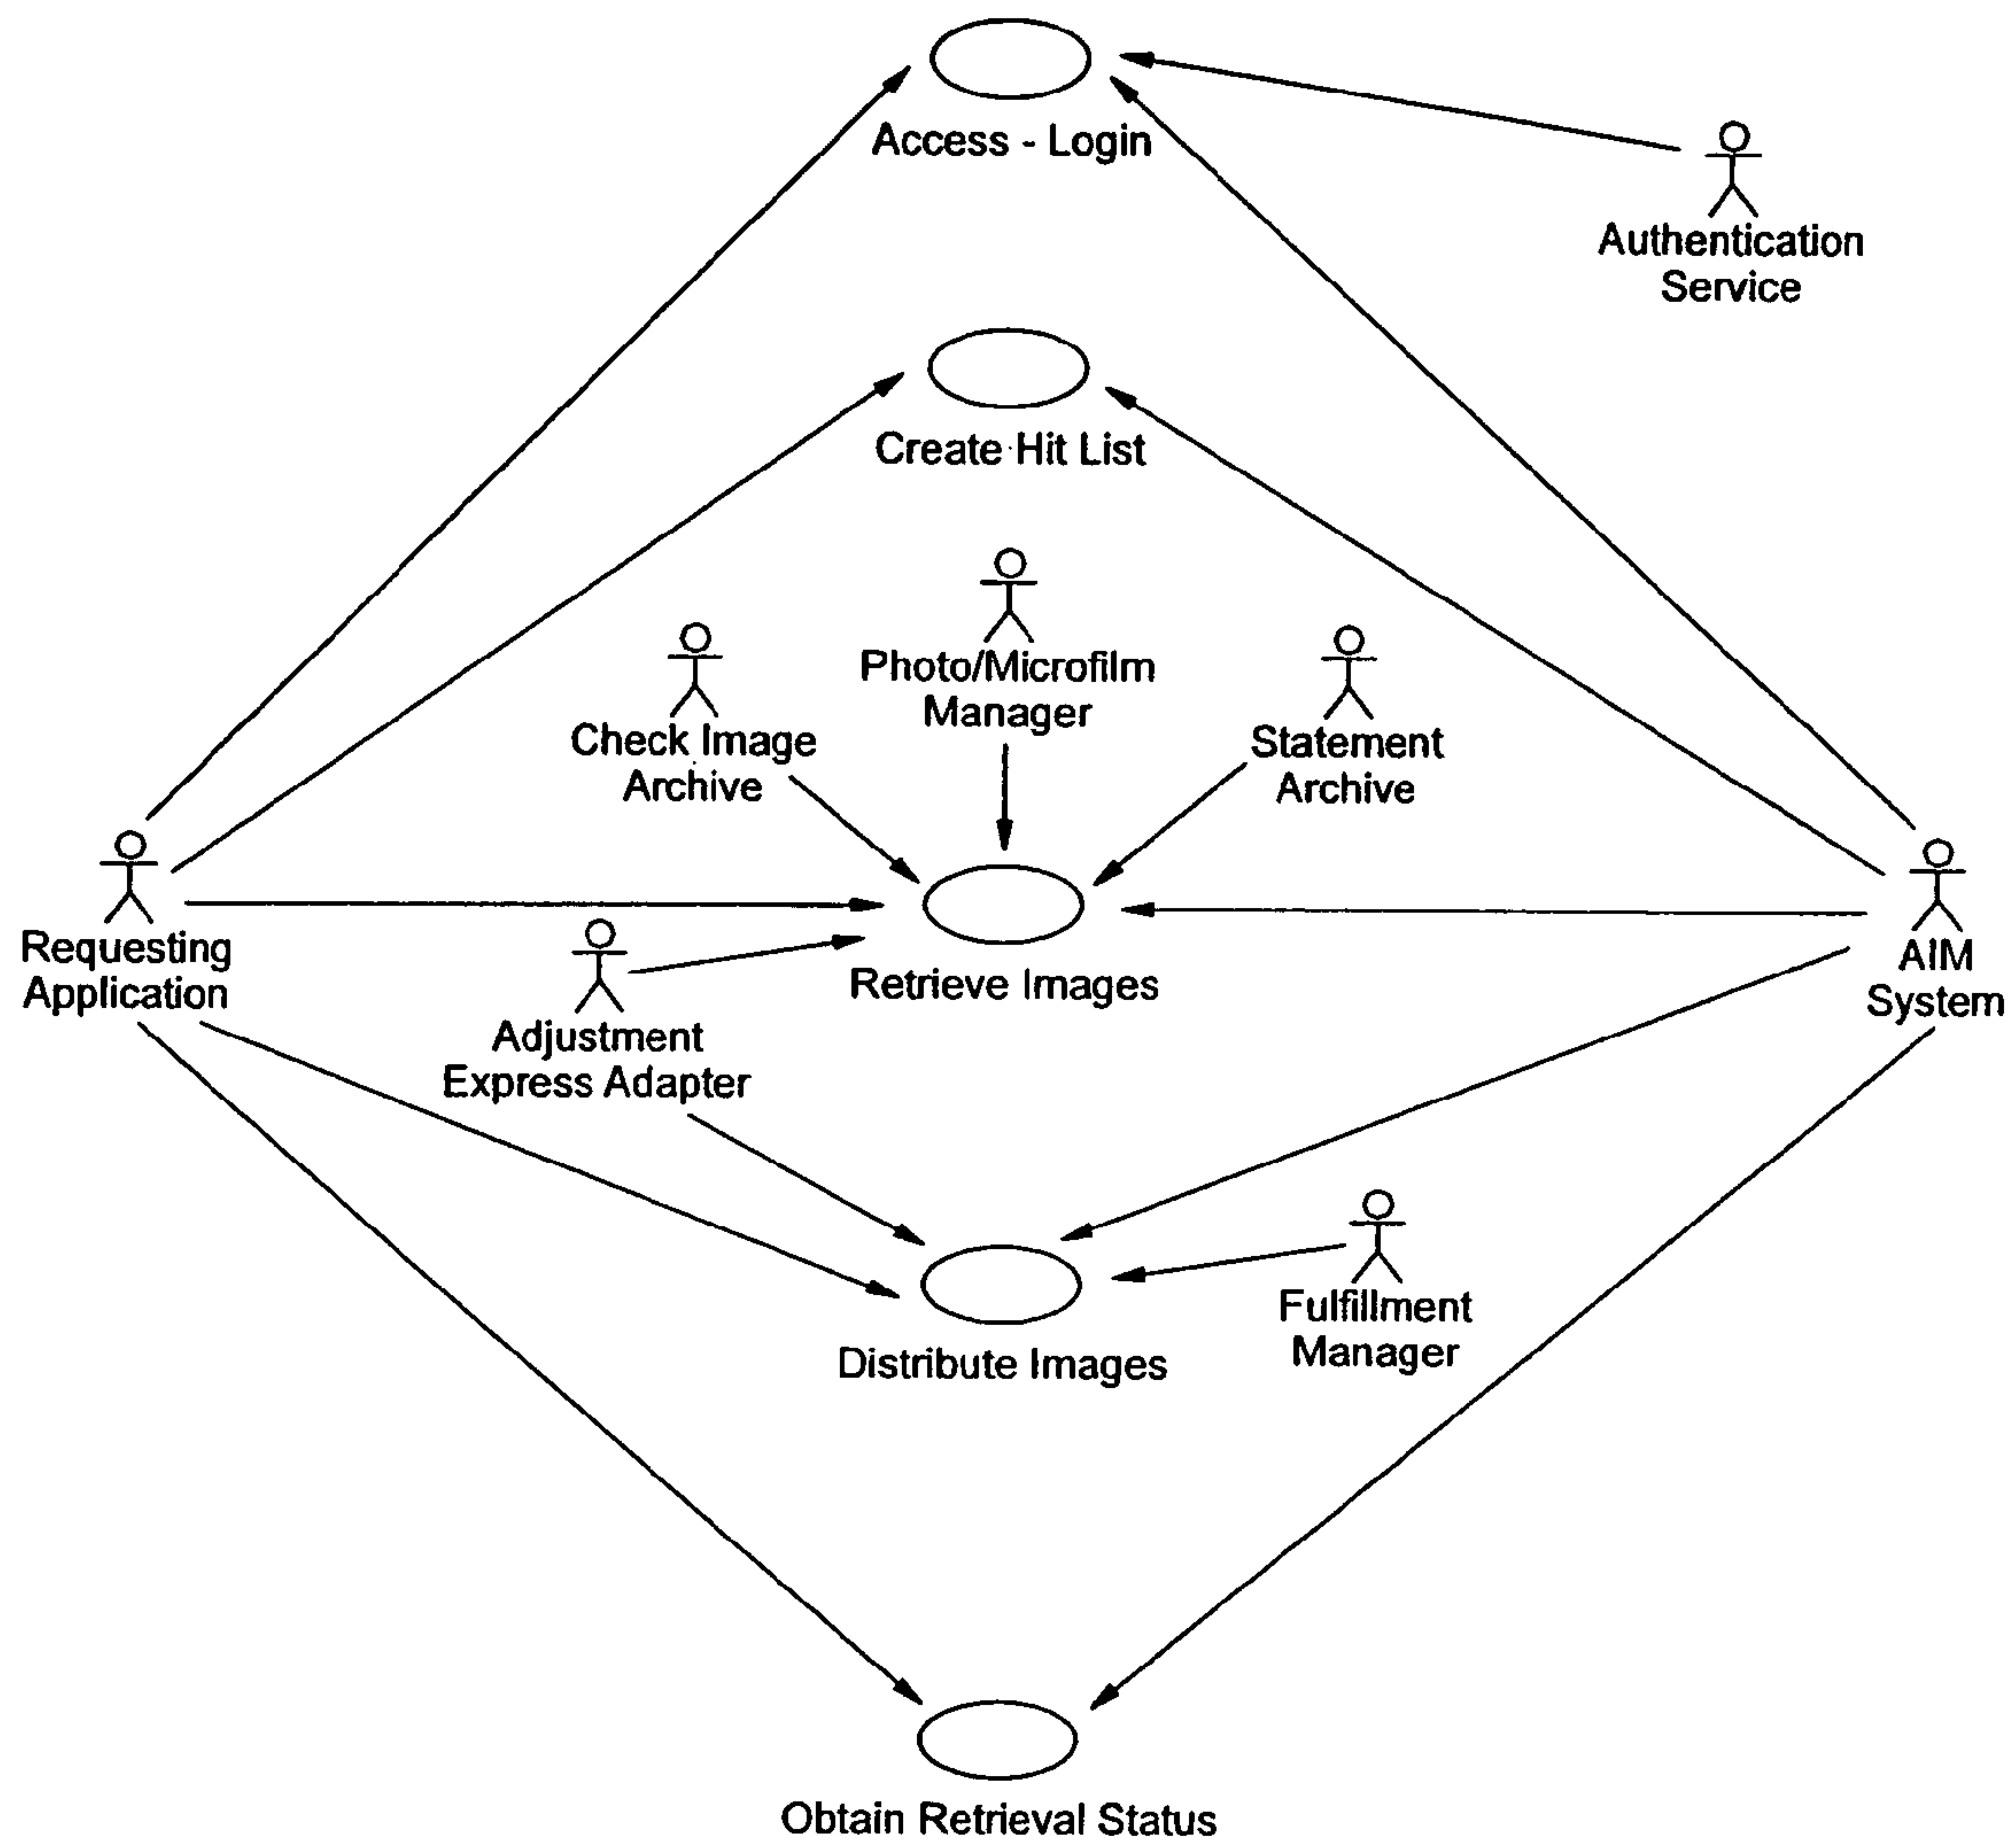 Access - Login
Authentication
Service
Create Hit List
Photo/Microfilm
Manager
Check Image
Archive
Statement
Archive
Requesting
Application
AIM
System
Retrieve Images
Adjustment
Express Adapter
Fulfillment
Manager
Distribute Images
Obtain Retrieval Status